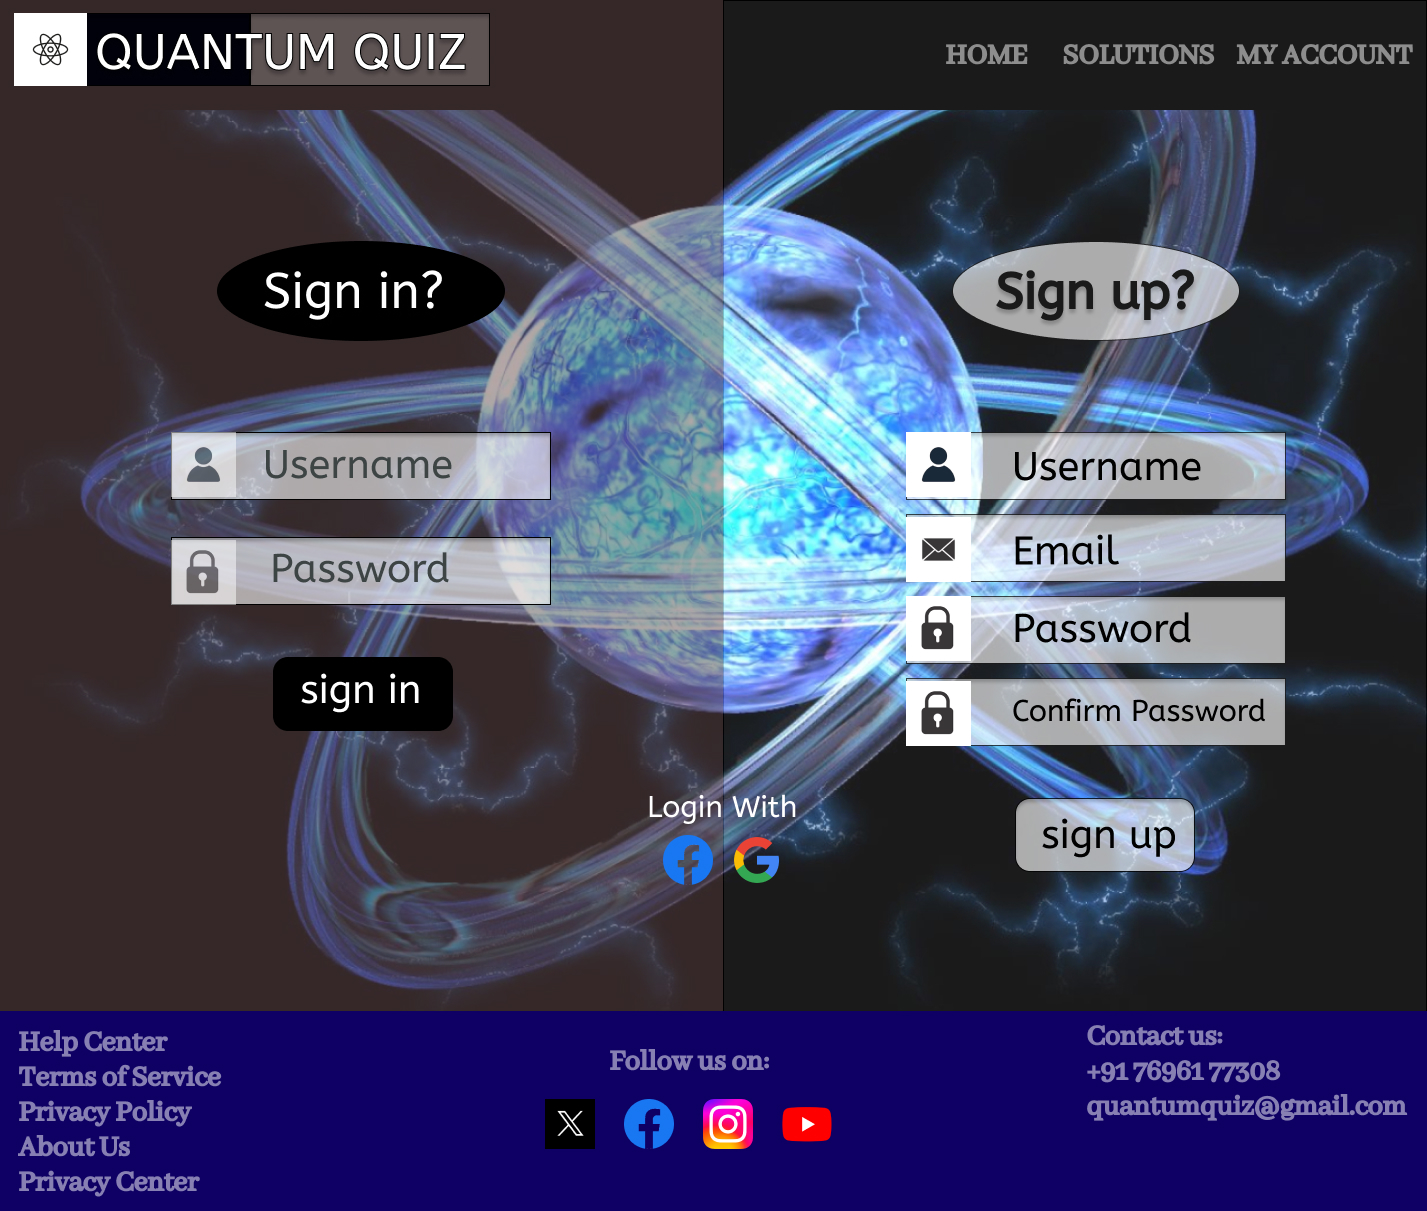 QUANTUM QUIZ
HOME SOLUTIONS MY ACCOUNT
Sign in?
Username
Password
sign in
Sign up?
Username
Email
Password
Confirm Password
sign up
Login With
Help Center
Terms of Service
Privacy Policy
About Us
Privacy Center
Follow us on:
Contact us:
+91 76961 77308
quantumquiz@gmail.com